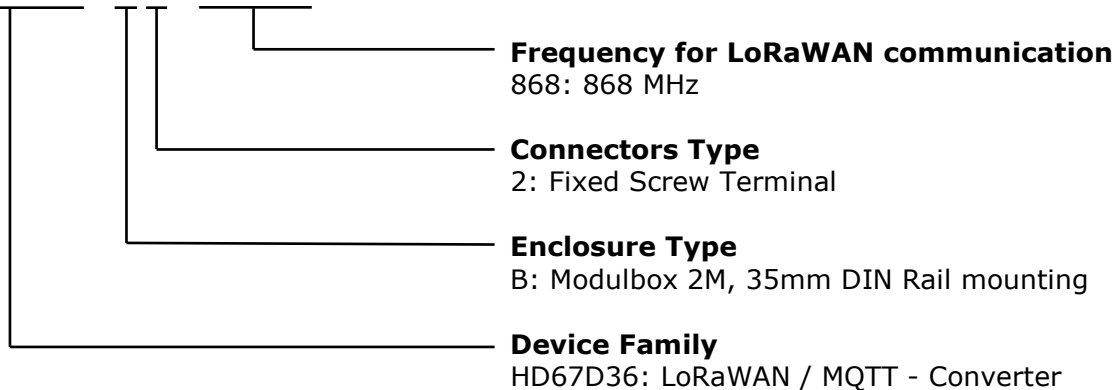 Frequency for LoRaWAN communication
868: 868 MHz
Connectors Type
2: Fixed Screw Terminal
Enclosure Type
B: Modulbox 2M, 35mm DIN Rail mounting
Device Family
HD67D36: LoRaWAN / MQTT - Converter